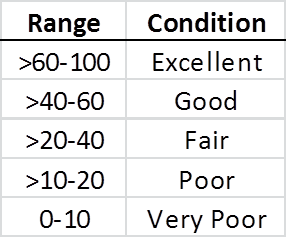 Range Condition
>60-100 Excellent
>40-60 Good
>20-40 Fair
>10-20 Poor
0-10 Very Poor